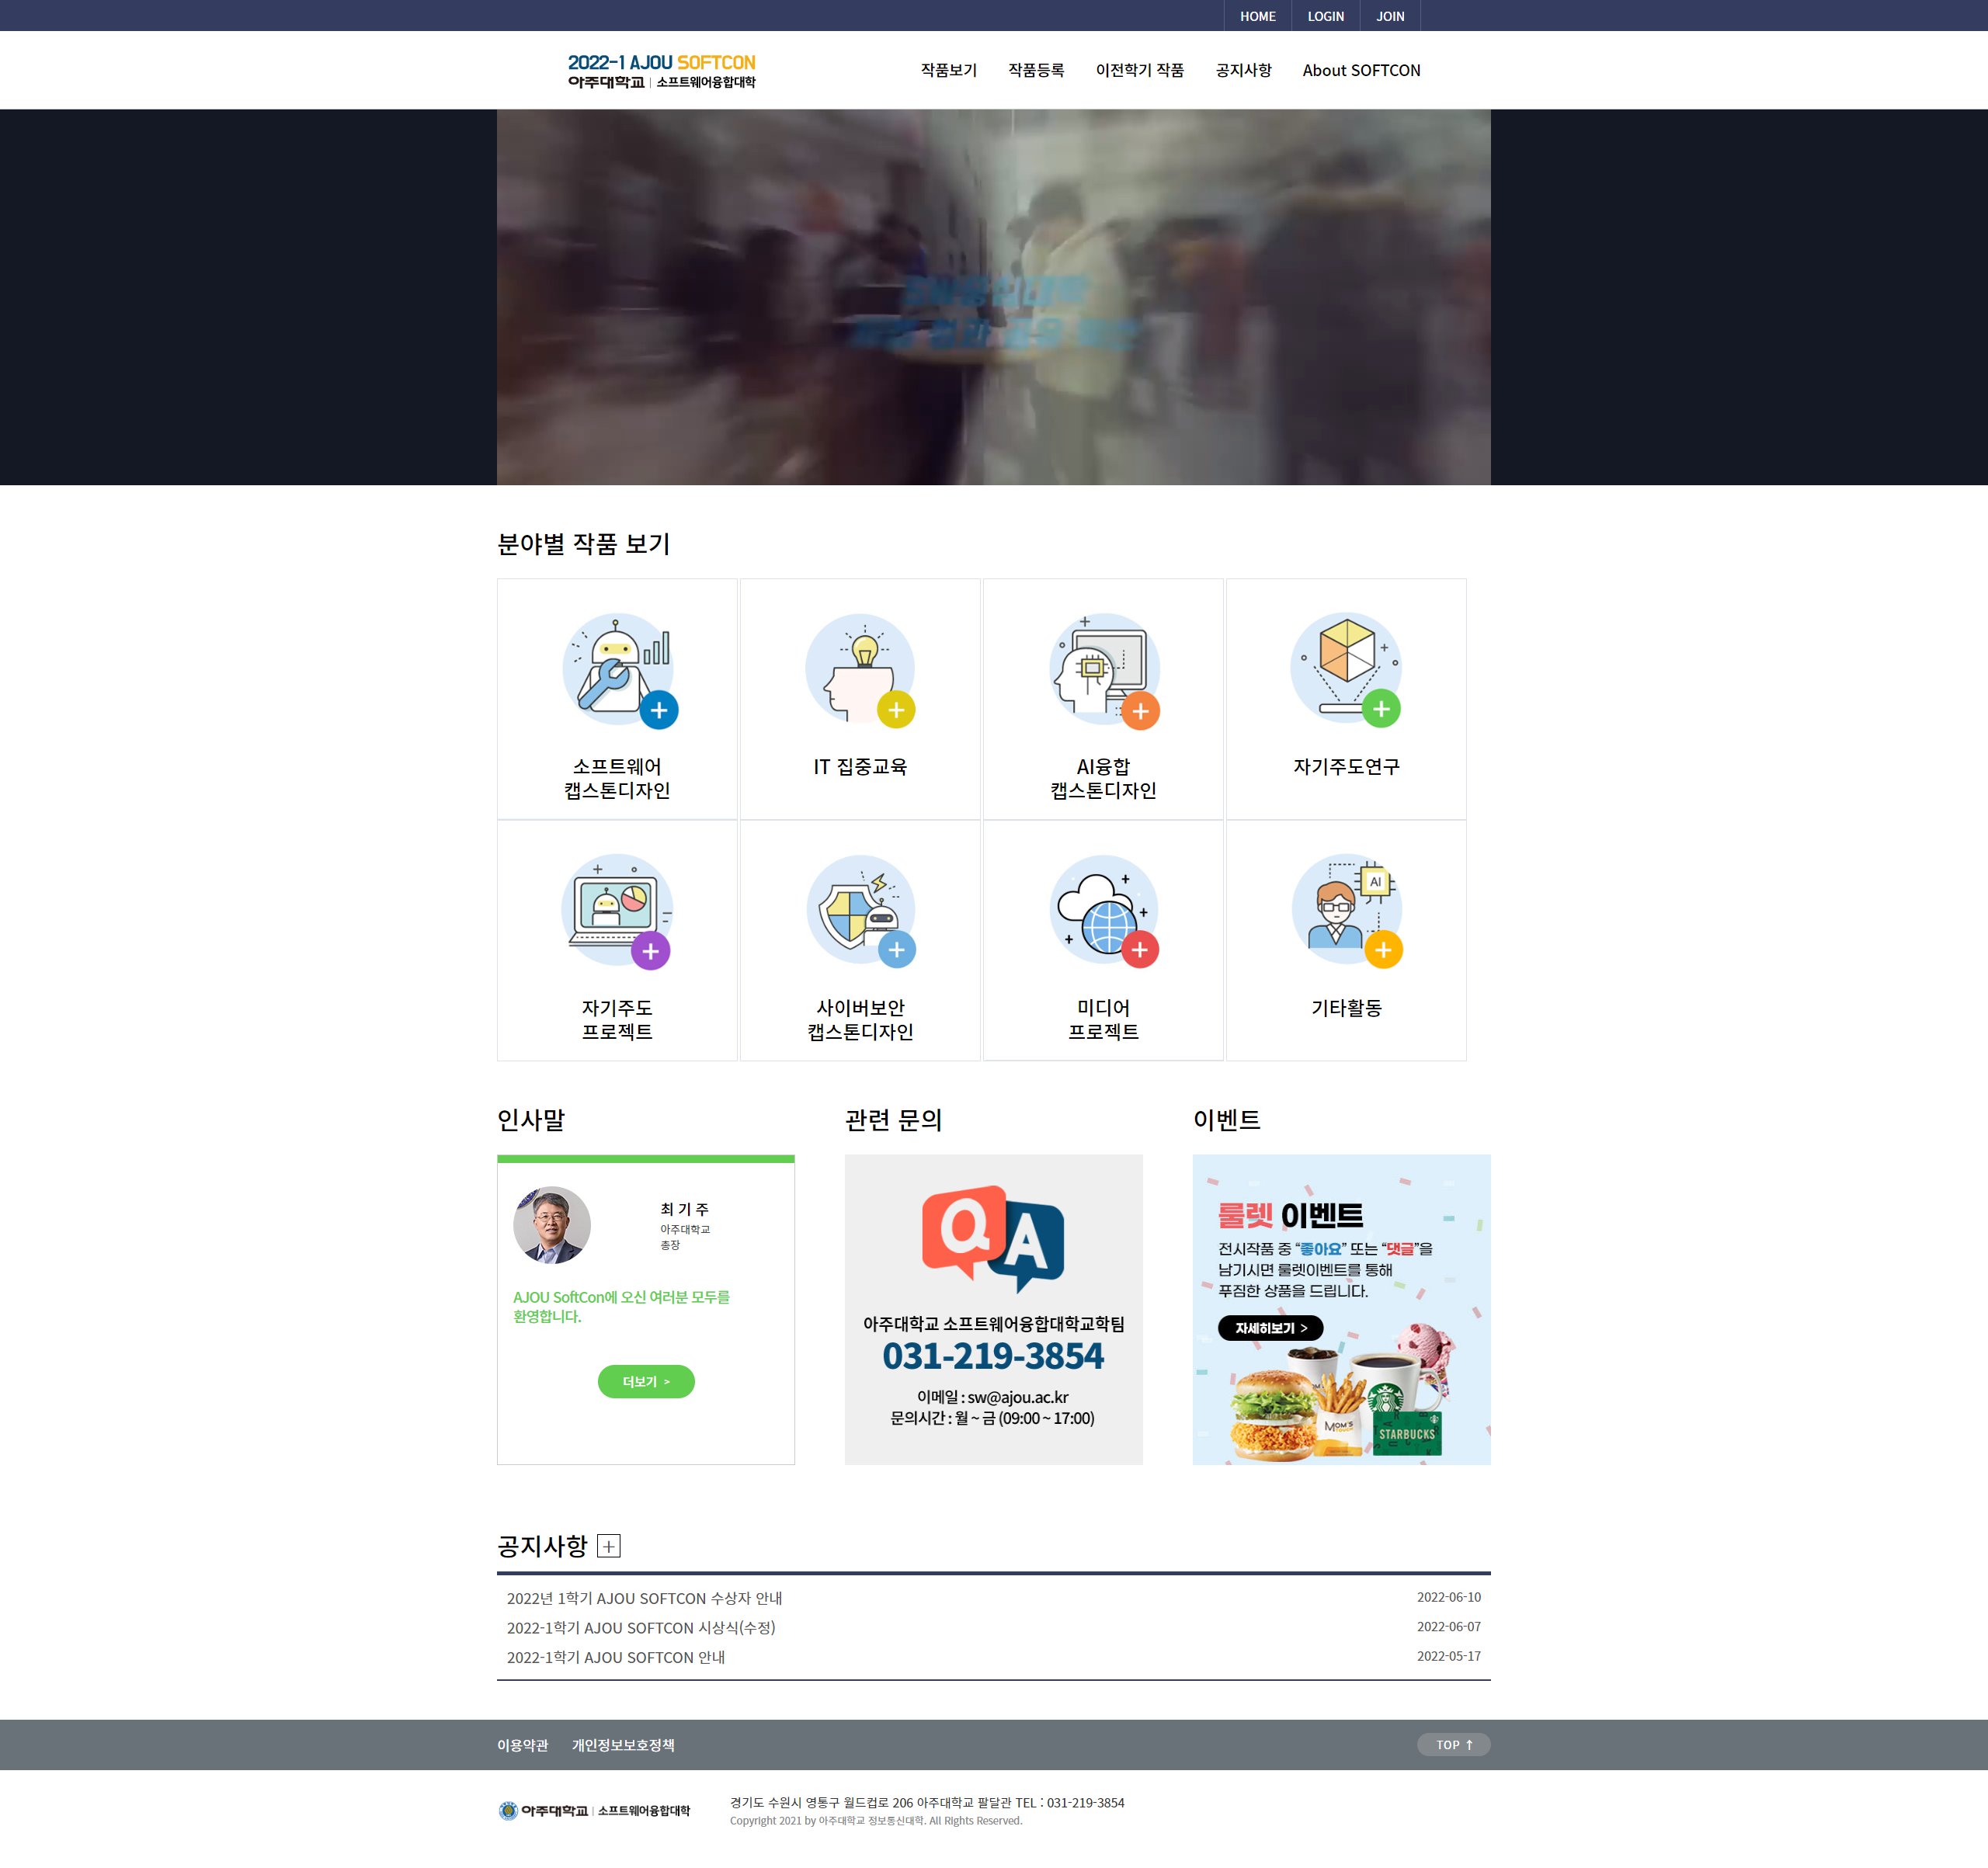 HOME LOGIN JOIN
2022-1 AJOU SOFTCON
아주대학교 | 소프트웨어융합대학
작품보기 작품등록 이전학기 작품 공지사항 About SOFTCON
분야별 작품 보기
소프트웨어
캡스톤디자인
IT 집중교육
AI융합
캡스톤디자인
자기주도연구
AI
자기주도
프로젝트
사이버보안
캡스톤디자인
미디어
프로젝트
기타활동
인사말
최 기 주
아주대학교
총장
AJOU SoftCon에 오신 여러분 모두를
환영합니다.
더보기 >
관련 문의
Q A
아주대학교 소프트웨어융합대학교학팀
031-219-3854
이메일 : sw@ajou.ac.kr
문의시간 : 월 ~ 금 (09:00 ~ 17:00)
이벤트
룰렛 이벤트
전시작품 중 “좋아요” 또는 “댓글”을
남기시면 룰렛이벤트를 통해
푸짐한 상품을 드립니다.
자세히보기 >
MOM'S
TOUCH
STARBUCKS
공지사항 +
2022년 1학기 AJOU SOFTCON 수상자 안내 2022-06-10
2022-1학기 AJOU SOFTCON 시상식(수정) 2022-06-07
2022-1학기 AJOU SOFTCON 안내 2022-05-17
이용약관 개인정보보호정책 TOP ↑
아주대학교 | 소프트웨어융합대학
경기도 수원시 영통구 월드컵로 206 아주대학교 팔달관 TEL : 031-219-3854
Copyright 2021 by 아주대학교 정보통신대학. All Rights Reserved.